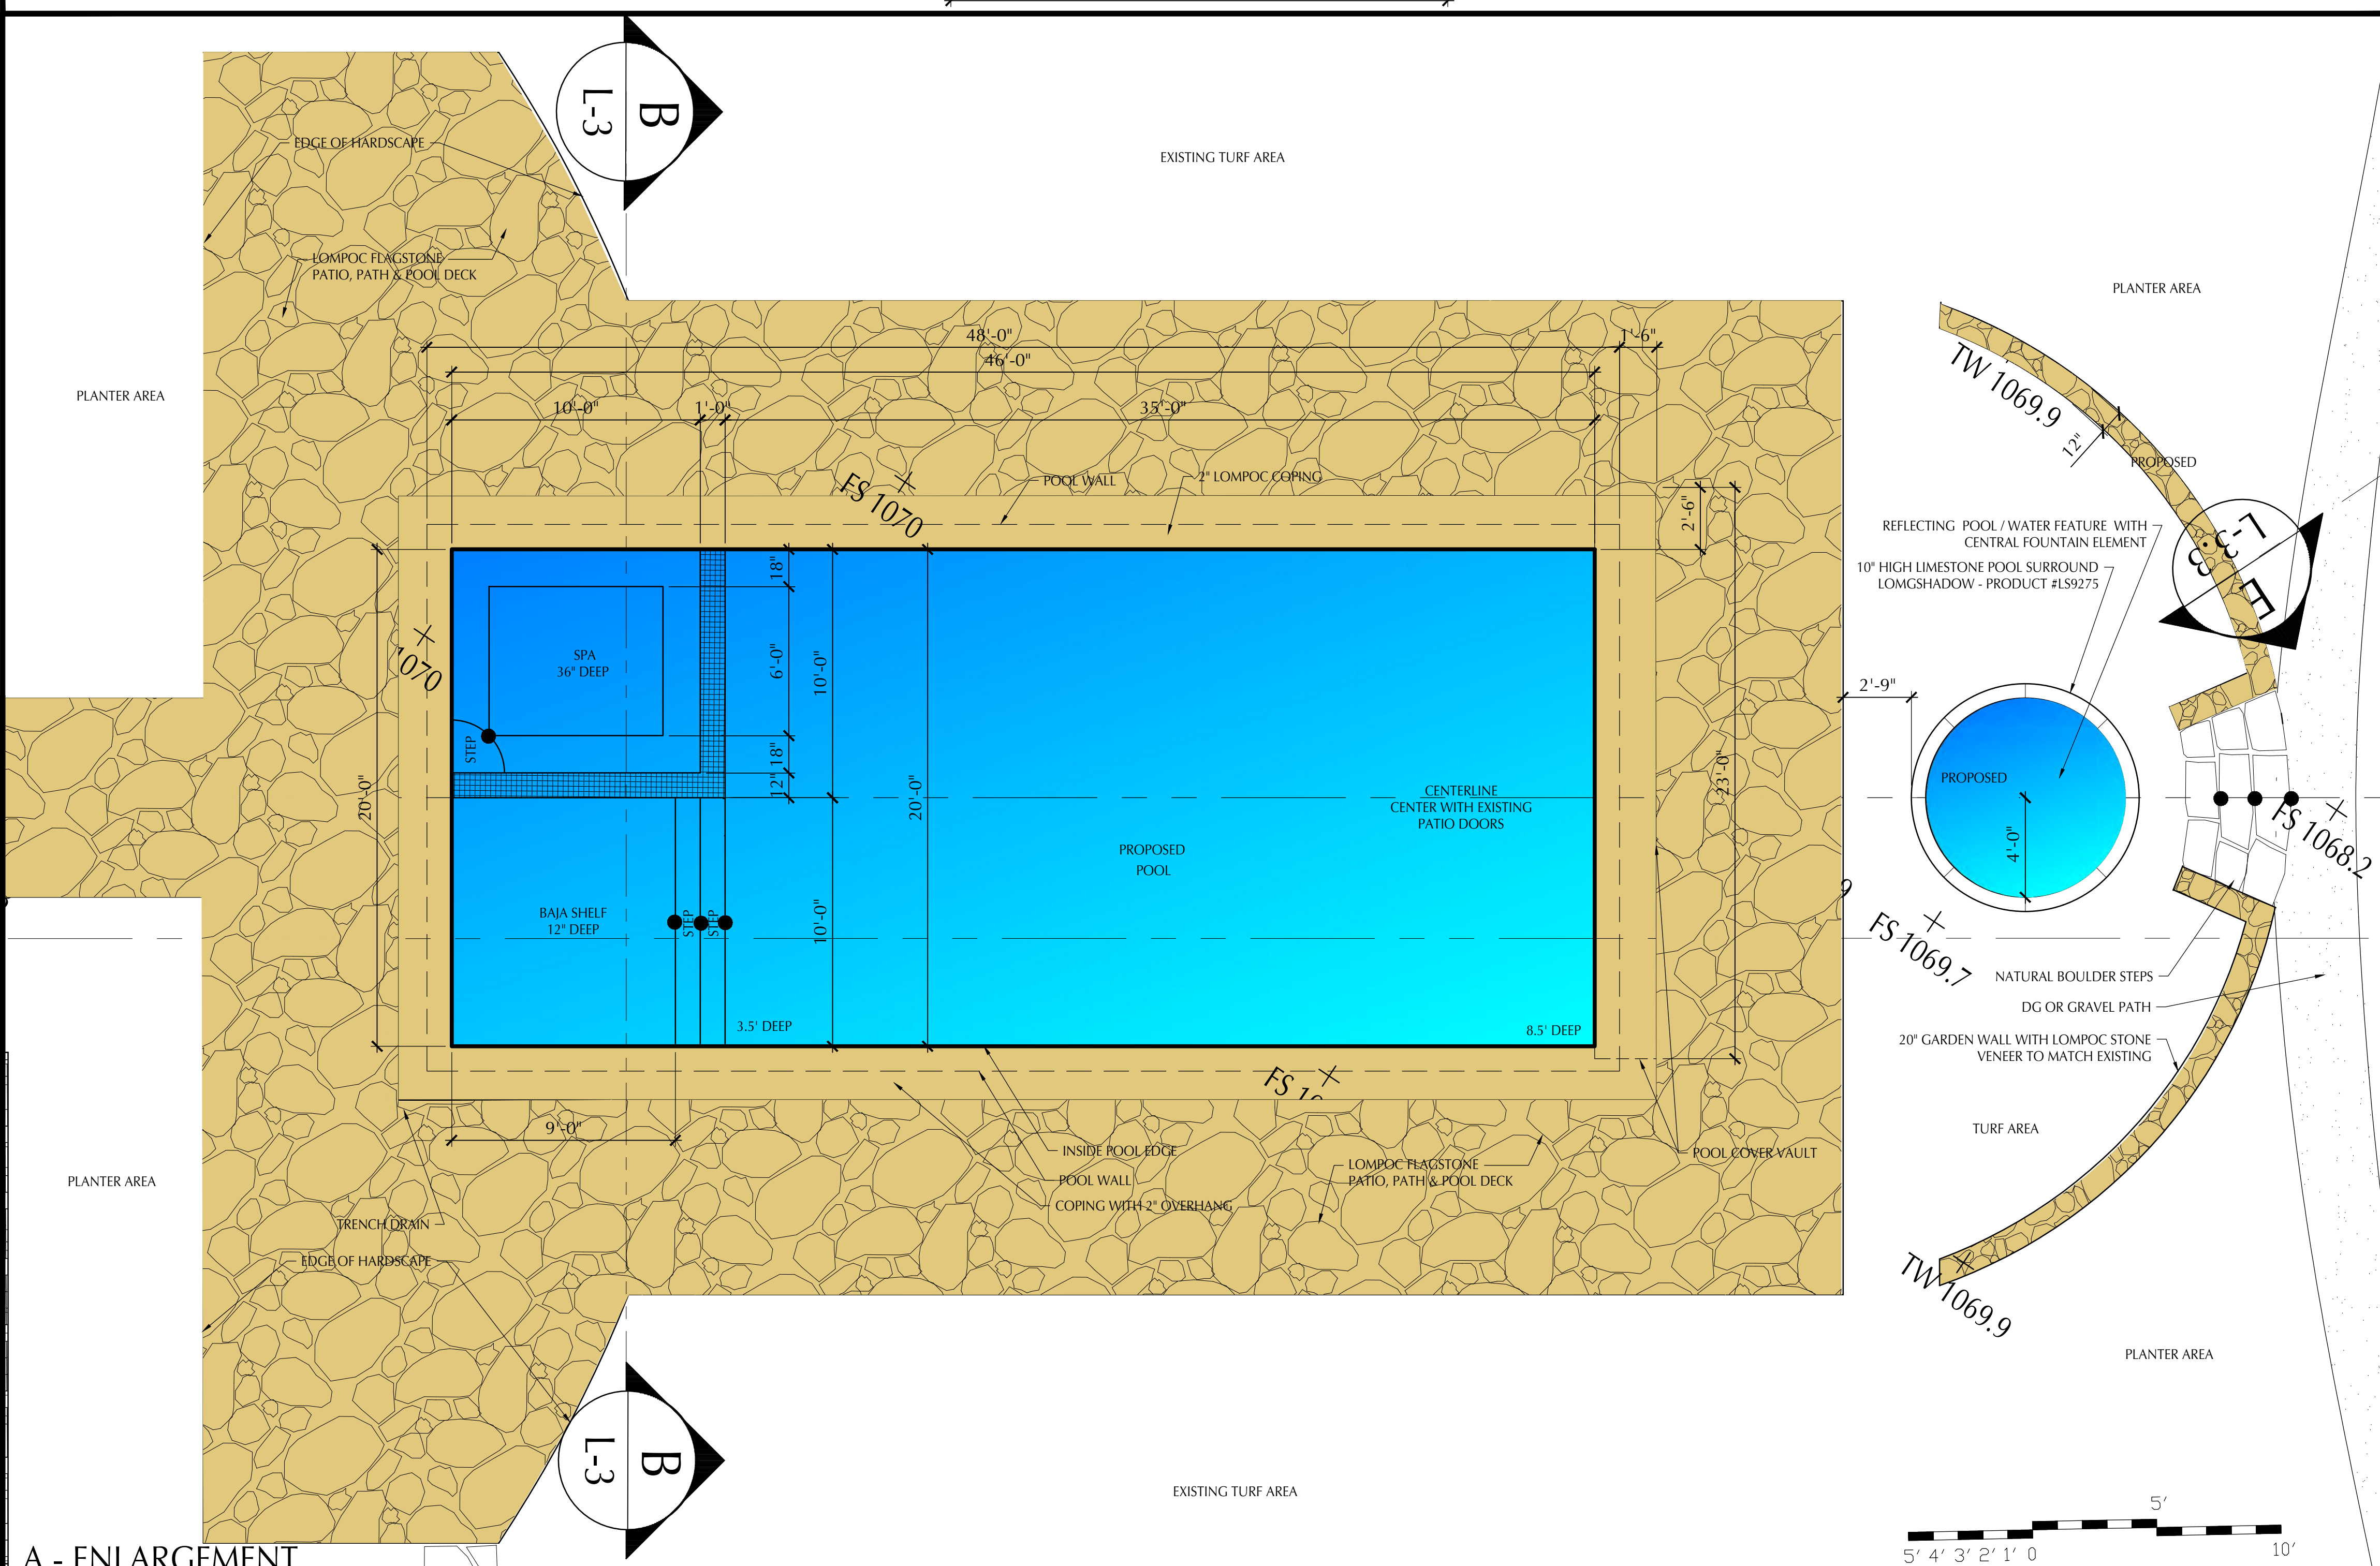 B
L-3
EDGE OF HARDSCAPE
EXISTING TURF AREA
LOMPOC FLAGSTONE
PATIO, PATH & POOL DECK
PLANTER AREA
48'-0"
1'-6"
46'-0"
10'-0"
1'-0"
35'-0"
PLANTER AREA
TW 1069.9
12"
PROPOSED
FS 1070
POOL WALL
2" LOMPOC COPING
2'-6"
REFLECTING POOL / WATER FEATURE WITH
CENTRAL FOUNTAIN ELEMENT
10" HIGH LIMESTONE POOL SURROUND
LOMGSHADOW - PRODUCT #LS9275
L-3
E
18"
1070
SPA
36" DEEP
6'-0"
10'-0"
2'-9"
STEP
18"
12"
20'-0"
20'-0"
23'-0"
CENTERLINE
CENTER WITH EXISTING
PATIO DOORS
PROPOSED
4'-0"
FS 1068.2
PROPOSED
POOL
BAJA SHELF
12" DEEP
STEP
STEP
10'-0"
9
FS 1069.7
3.5' DEEP
8.5' DEEP
NATURAL BOULDER STEPS
DG OR GRAVEL PATH
20" GARDEN WALL WITH LOMPOC STONE
VENEER TO MATCH EXISTING
9'-0"
TURF AREA
INSIDE POOL EDGE
POOL WALL
COPING WITH 2" OVERHANG
LOMPOC FLAGSTONE
PATIO, PATH & POOL DECK
POOL COVER VAULT
PLANTER AREA
TRENCH DRAIN
EDGE OF HARDSCAPE
TW 1069.9
PLANTER AREA
B
L-3
EXISTING TURF AREA
5'
5' 4' 3' 2' 1' 0
10'
A - ENLARGEMENT